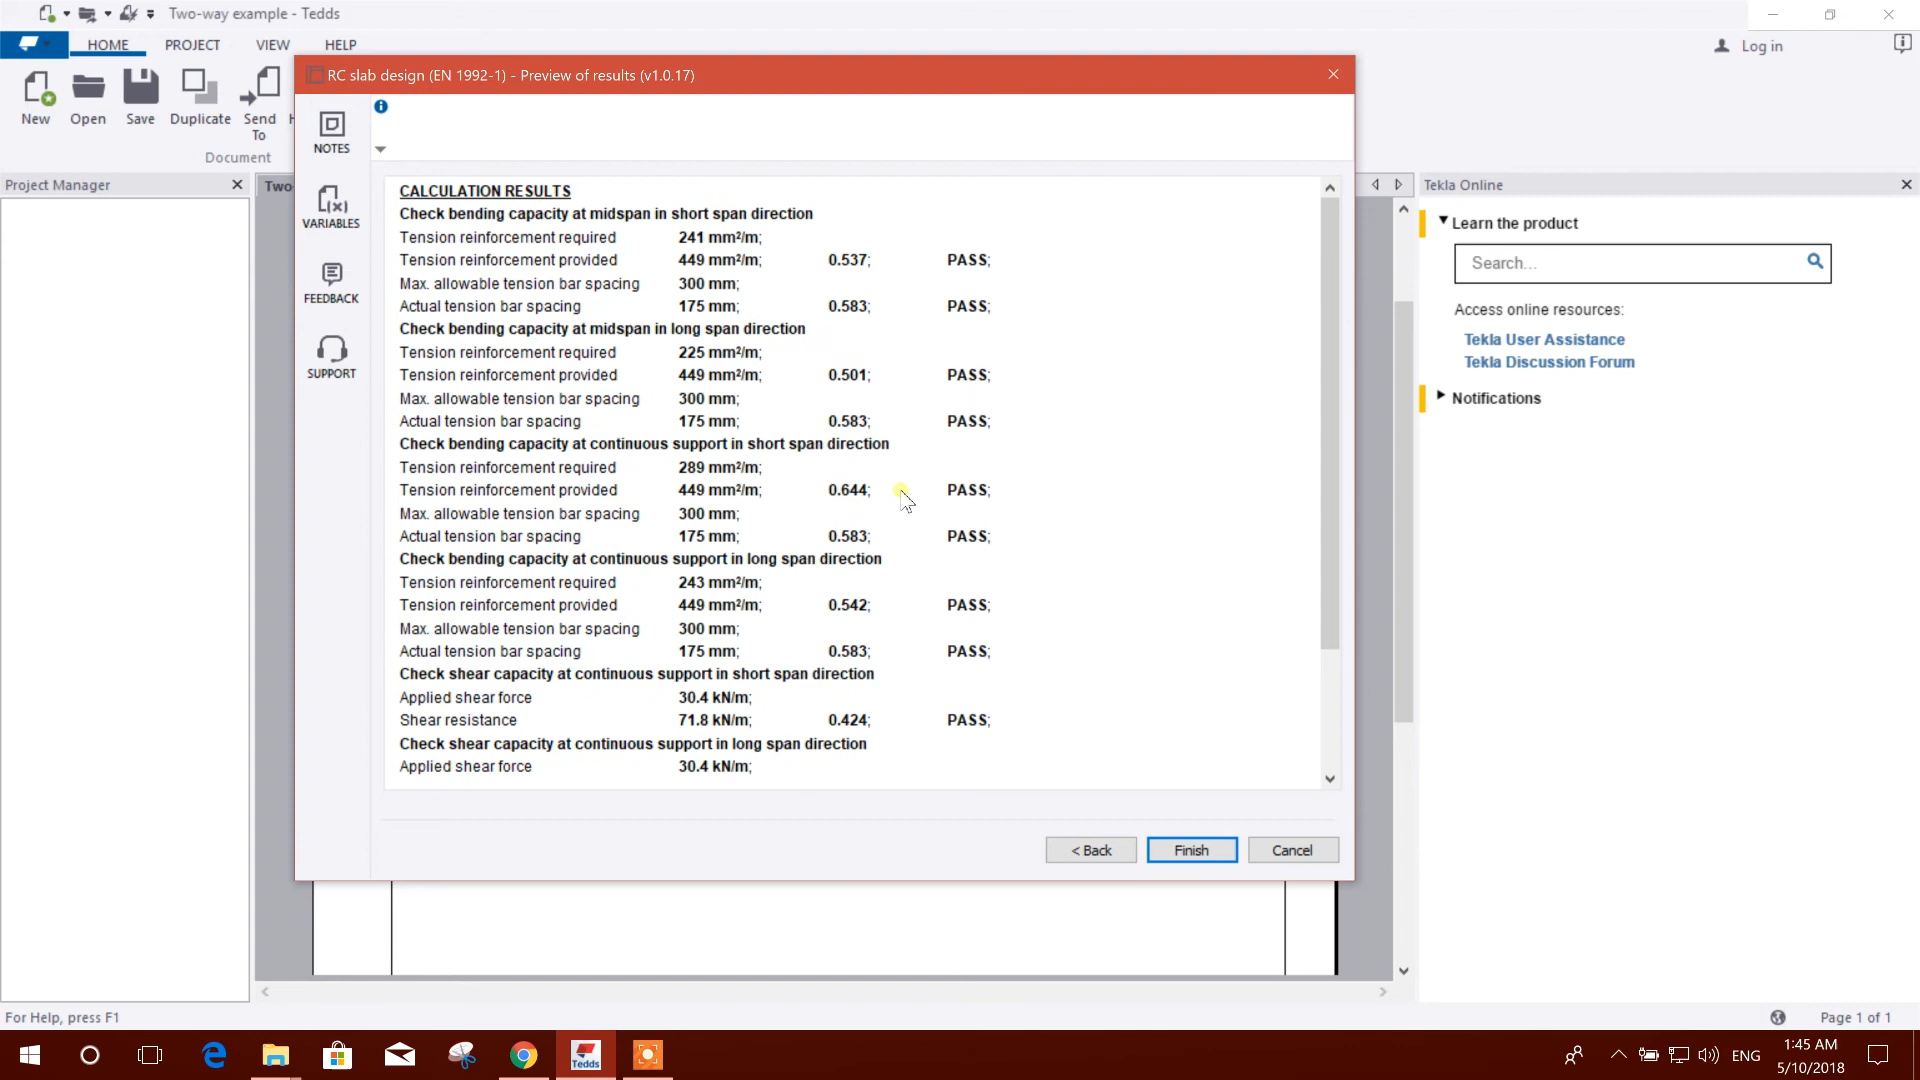 Two-way example - Tedds
HOME PROJECT VIEW HELP
Log in
New Open Save Duplicate Send To
Document
RC slab design (EN 1992-1) - Preview of results (v1.0.17)
NOTES
VARIABLES
FEEDBACK
SUPPORT
Project Manager
Two-
CALCULATION RESULTS
Check bending capacity at midspan in short span direction
Tension reinforcement required 241 mm²/m;
Tension reinforcement provided 449 mm²/m; 0.537; PASS;
Max. allowable tension bar spacing 300 mm;
Actual tension bar spacing 175 mm; 0.583; PASS;
Check bending capacity at midspan in long span direction
Tension reinforcement required 225 mm²/m;
Tension reinforcement provided 449 mm²/m; 0.501; PASS;
Max. allowable tension bar spacing 300 mm;
Actual tension bar spacing 175 mm; 0.583; PASS;
Check bending capacity at continuous support in short span direction
Tension reinforcement required 289 mm²/m;
Tension reinforcement provided 449 mm²/m; 0.644; PASS;
Max. allowable tension bar spacing 300 mm;
Actual tension bar spacing 175 mm; 0.583; PASS;
Check bending capacity at continuous support in long span direction
Tension reinforcement required 243 mm²/m;
Tension reinforcement provided 449 mm²/m; 0.542; PASS;
Max. allowable tension bar spacing 300 mm;
Actual tension bar spacing 175 mm; 0.583; PASS;
Check shear capacity at continuous support in short span direction
Applied shear force 30.4 kN/m;
Shear resistance 71.8 kN/m; 0.424; PASS;
Check shear capacity at continuous support in long span direction
Applied shear force 30.4 kN/m;
< Back Finish Cancel
Tekla Online
Learn the product
Search...
Access online resources:
Tekla User Assistance
Tekla Discussion Forum
Notifications
For Help, press F1
Page 1 of 1
Tedds
ENG
1:45 AM
5/10/2018